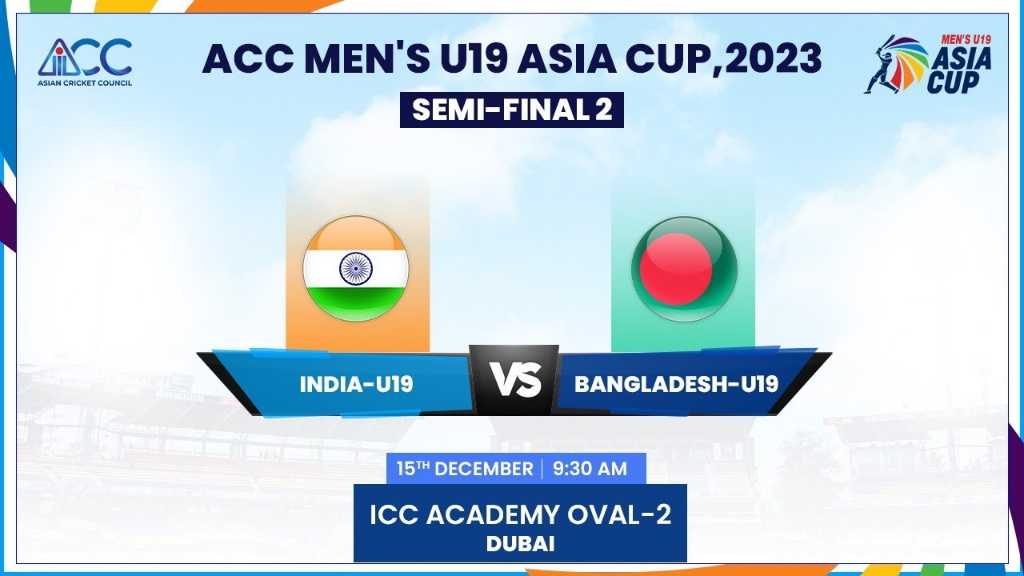 ACC
ASIAN CRICKET COUNCIL
ACC MEN'S U19 ASIA CUP,2023
MEN'S U19
ASIA
CUP
SEMI-FINAL 2
INDIA-U19
VS
BANGLADESH-U19
15TH DECEMBER | 9:30 AM
ICC ACADEMY OVAL-2
DUBAI